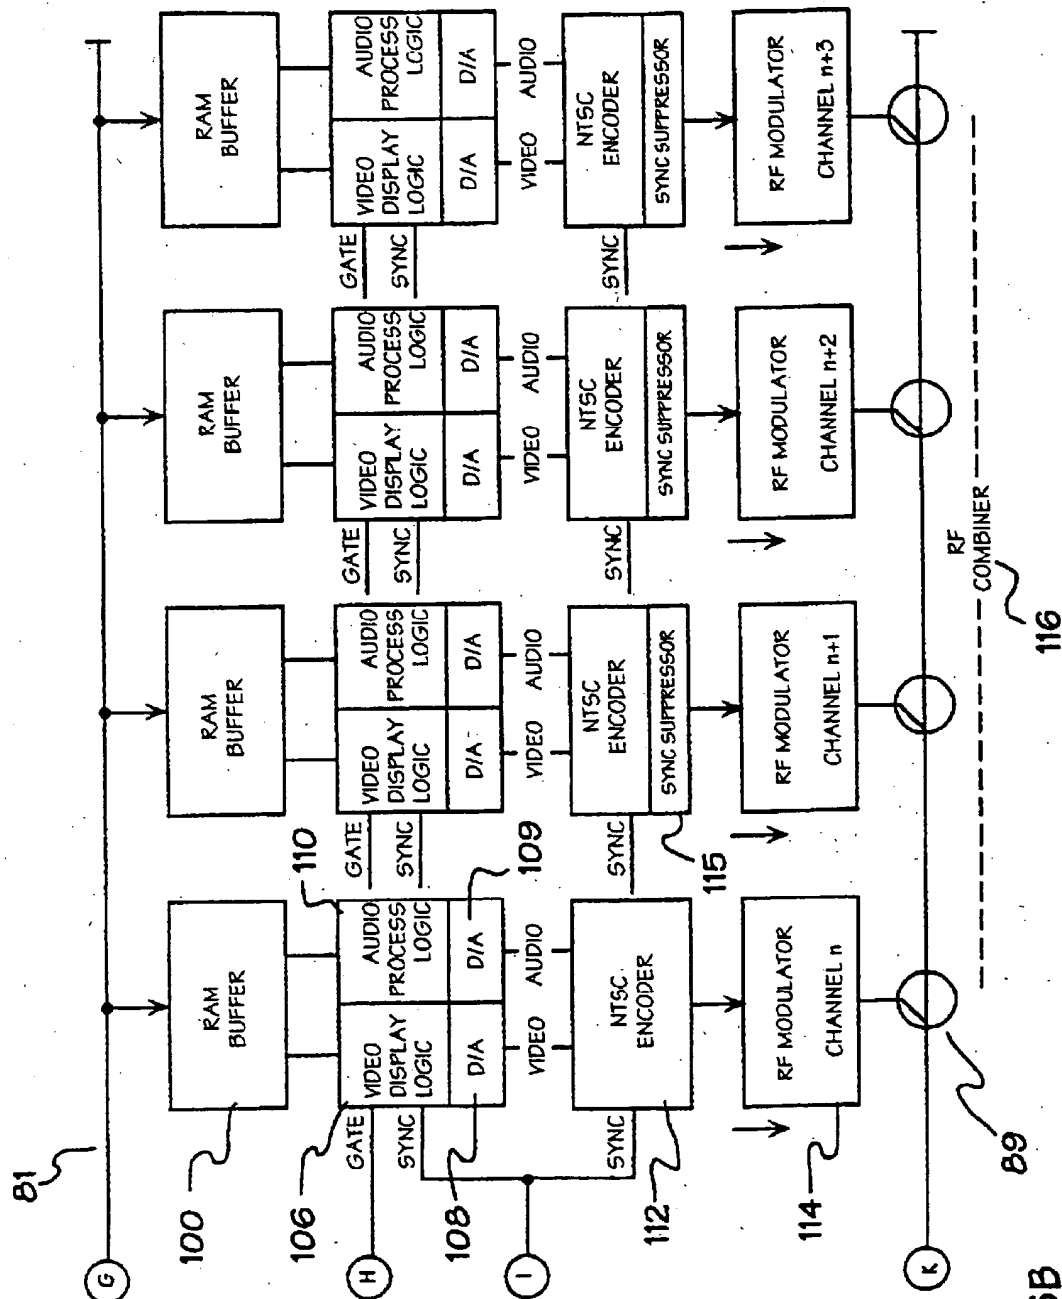 81
G
RAM
BUFFER
RAM
BUFFER
RAM
BUFFER
RAM
BUFFER
100
110
106
GATE
SYNC
VIDEO
DISPLAY
LOGIC
AUDIO
PROCESS
LOGIC
D/A
D/A
GATE
SYNC
VIDEO
DISPLAY
LOGIC
AUDIO
PROCESS
LOGIC
D/A
D/A
GATE
SYNC
VIDEO
DISPLAY
LOGIC
AUDIO
PROCESS
LOGIC
D/A
D/A
GATE
SYNC
VIDEO
DISPLAY
LOGIC
AUDIO
PROCESS
LOGIC
D/A
D/A
H
108
109
I
VIDEO
AUDIO
VIDEO
AUDIO
VIDEO
AUDIO
VIDEO
AUDIO
SYNC
NTSC
ENCODER
SYNC
NTSC
ENCODER
SYNC SUPPRESSOR
SYNC
NTSC
ENCODER
SYNC SUPPRESSOR
SYNC
NTSC
ENCODER
SYNC SUPPRESSOR
112
115
RF MODULATOR
CHANNEL n
RF MODULATOR
CHANNEL n+1
RF MODULATOR
CHANNEL n+2
RF MODULATOR
CHANNEL n+3
114
K
89
RF
COMBINER
116